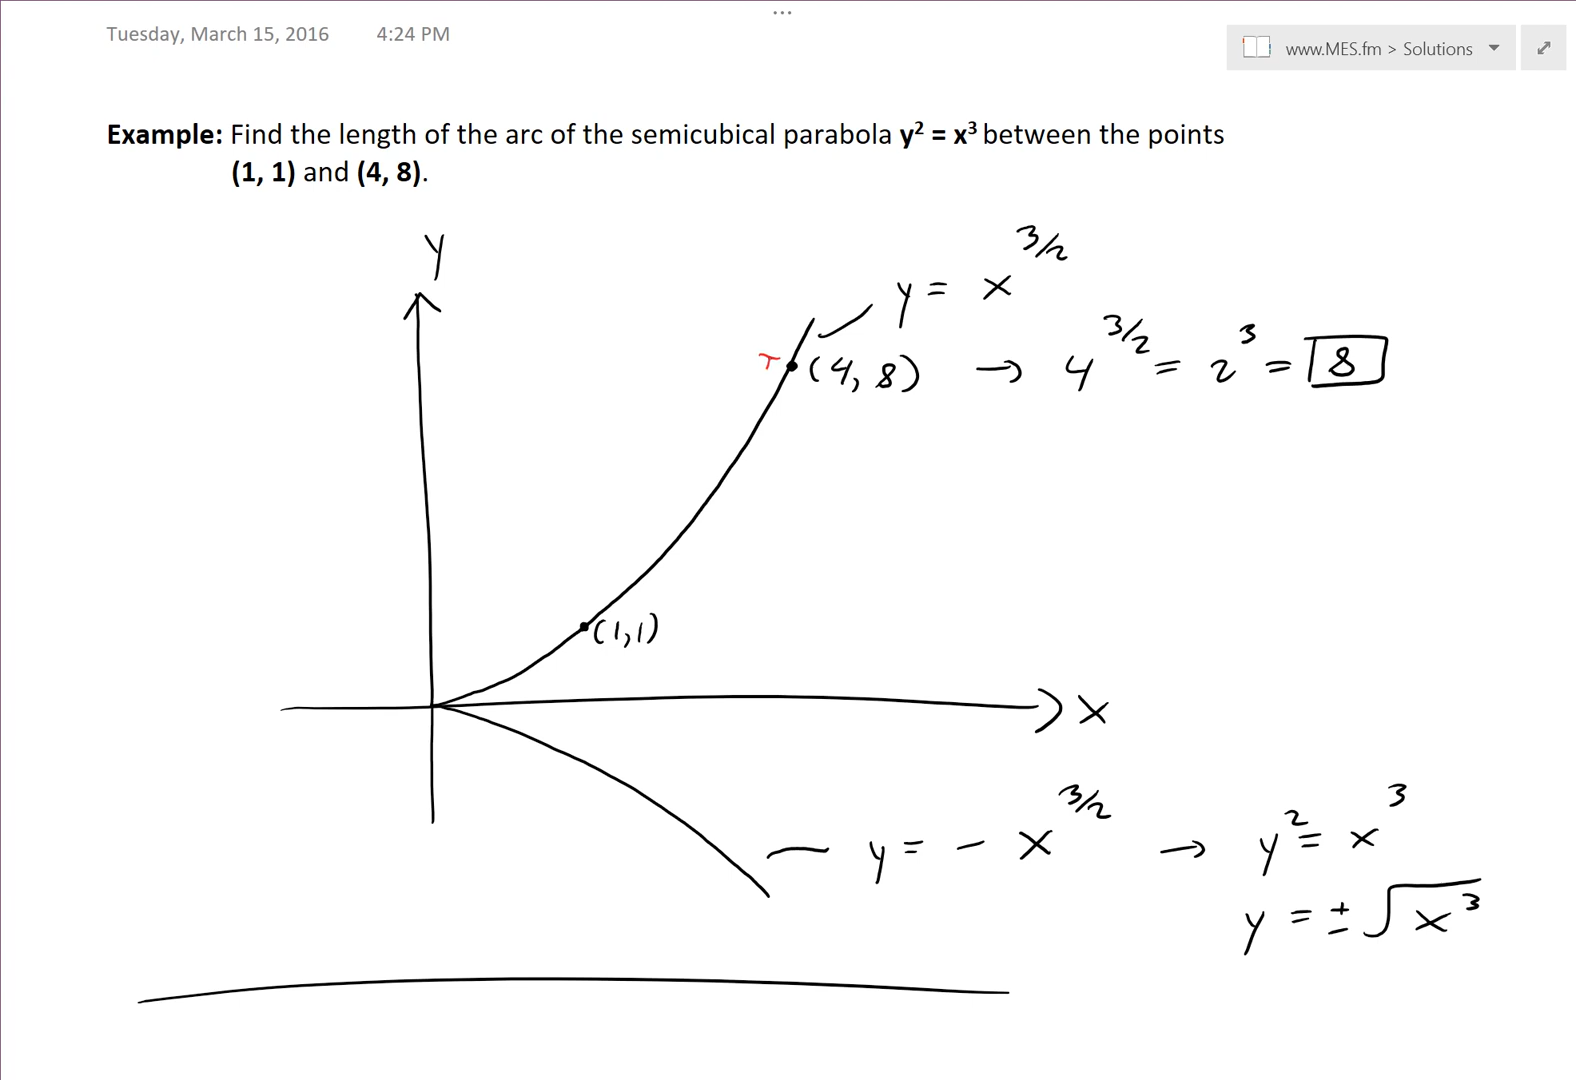 Tuesday, March 15, 2016 4:24 PM
www.MES.fm > Solutions
Example: Find the length of the arc of the semicubical parabola y² = x³ between the points
(1, 1) and (4, 8).
y
y = x^3/2
(4, 8) → 4^3/2 = 2³ = 8
(1,1)
x
y = - x^3/2 → y² = x³
y = ± √x³